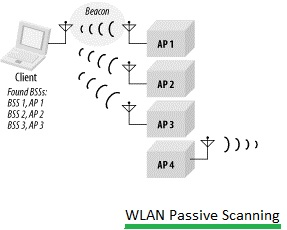 Beacon
AP 1
Client
Found BSSs:
BSS 1, AP 1
BSS 2, AP 2
BSS 3, AP 3
AP 2
AP 3
AP 4
WLAN Passive Scanning